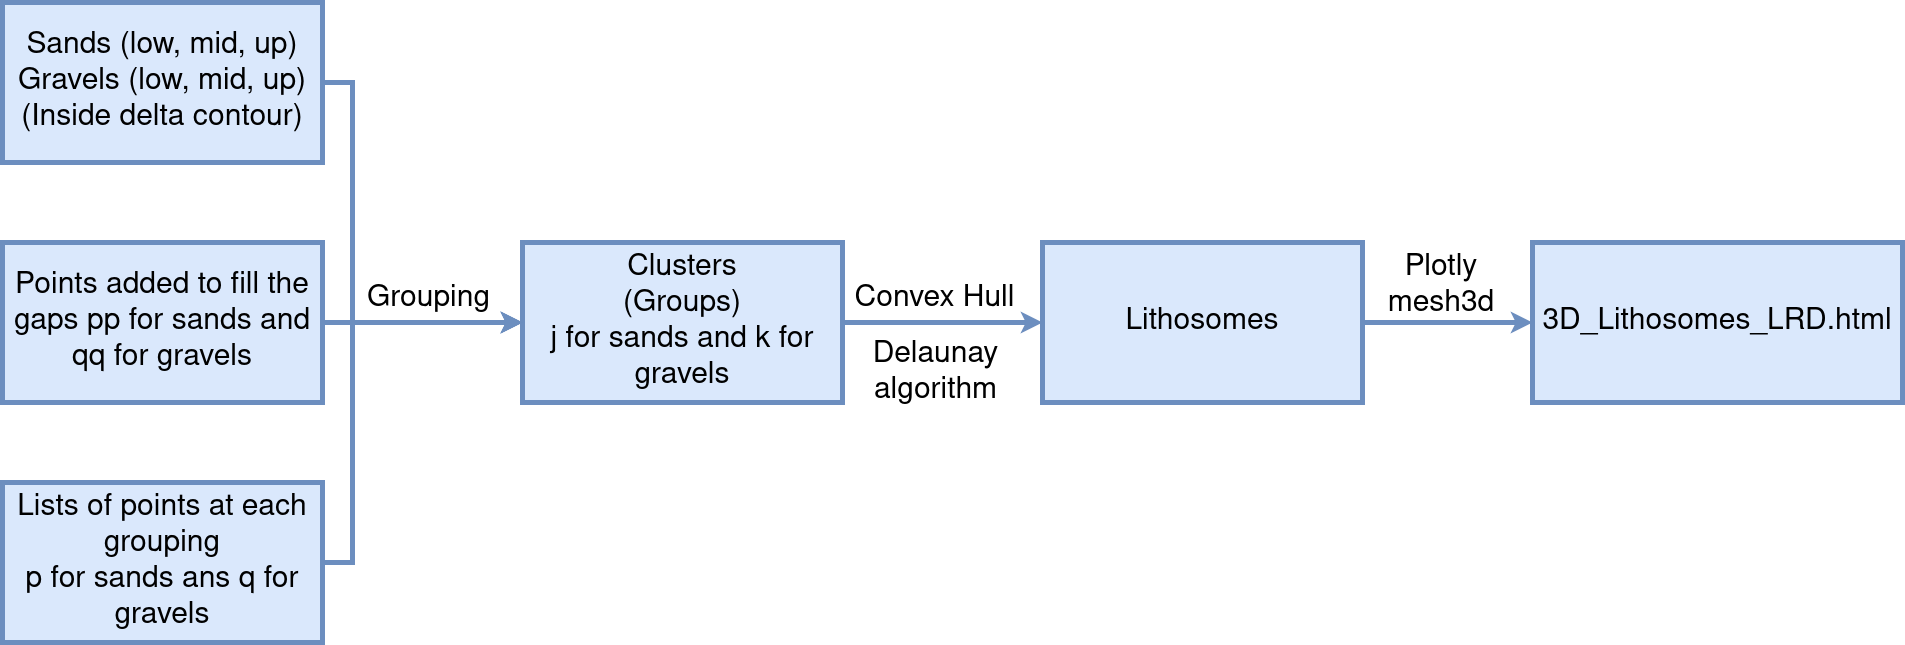 Sands (low, mid, up)
Gravels (low, mid, up)
(Inside delta contour)
Points added to fill the
gaps pp for sands and
qq for gravels
Lists of points at each
grouping
p for sands ans q for
gravels
Grouping
Clusters
(Groups)
j for sands and k for
gravels
Convex Hull
Delaunay
algorithm
Lithosomes
Plotly
mesh3d
3D_Lithosomes_LRD.html